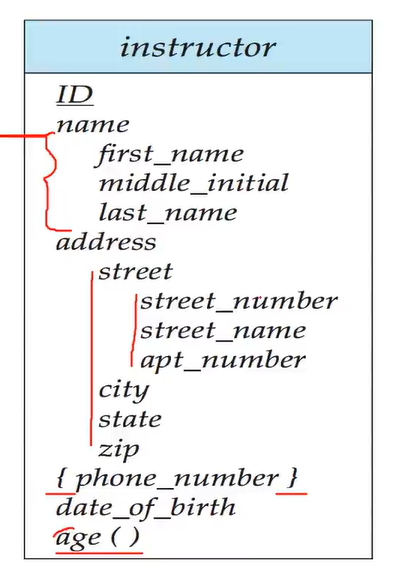 instructor
ID
name
first_name
middle_initial
last_name
address
street
street_number
street_name
apt_number
city
state
zip
{ phone_number }
date_of_birth
age ( )